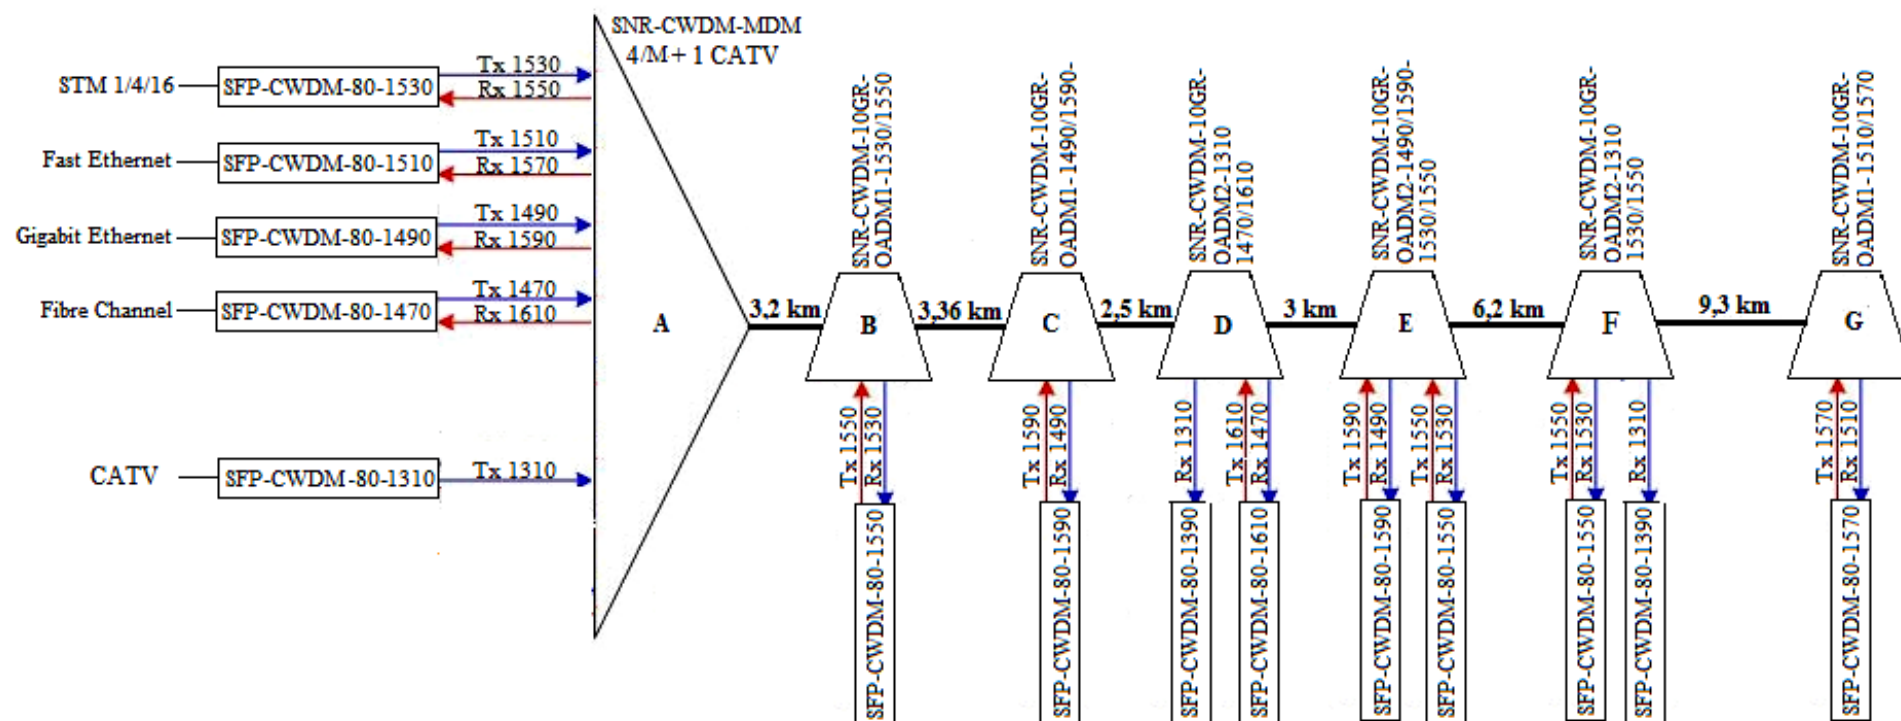 SNR-CWDM-MDM
4/M + 1 CATV
STM 1/4/16
SFP-CWDM-80-1530
Tx 1530
Rx 1550
Fast Ethernet
SFP-CWDM-80-1510
Tx 1510
Rx 1570
Gigabit Ethernet
SFP-CWDM-80-1490
Tx 1490
Rx 1590
Fibre Channel
SFP-CWDM-80-1470
Tx 1470
Rx 1610
CATV
SFP-CWDM-80-1310
Tx 1310
A
3,2 km
SNR-CWDM-10GR-
OADM1-1530/1550
B
Tx 1550
Rx 1530
SFP-CWDM-80-1550
3,36 km
SNR-CWDM-10GR-
OADM1-1490/1590-
C
Tx 1590
Rx 1490
SFP-CWDM-80-1590
2,5 km
SNR-CWDM-10GR-
OADM2-1310
1470/1610
D
Rx 1310
Tx 1610
Rx 1470
SFP-CWDM-80-1390
SFP-CWDM-80-1610
3 km
SNR-CWDM-10GR-
OADM2-1490/1590-
1530/1550
E
Tx 1590
Rx 1490
Tx 1550
Rx 1530
SFP-CWDM-80-1590
SFP-CWDM-80-1550
6,2 km
SNR-CWDM-10GR-
OADM2-1310
1530/1550
F
Tx 1550
Rx 1530
Rx 1310
SFP-CWDM-80-1550
SFP-CWDM-80-1390
9,3 km
SNR-CWDM-10GR-
OADM1-1510/1570
G
Tx 1570
Rx 1510
SFP-CWDM-80-1570